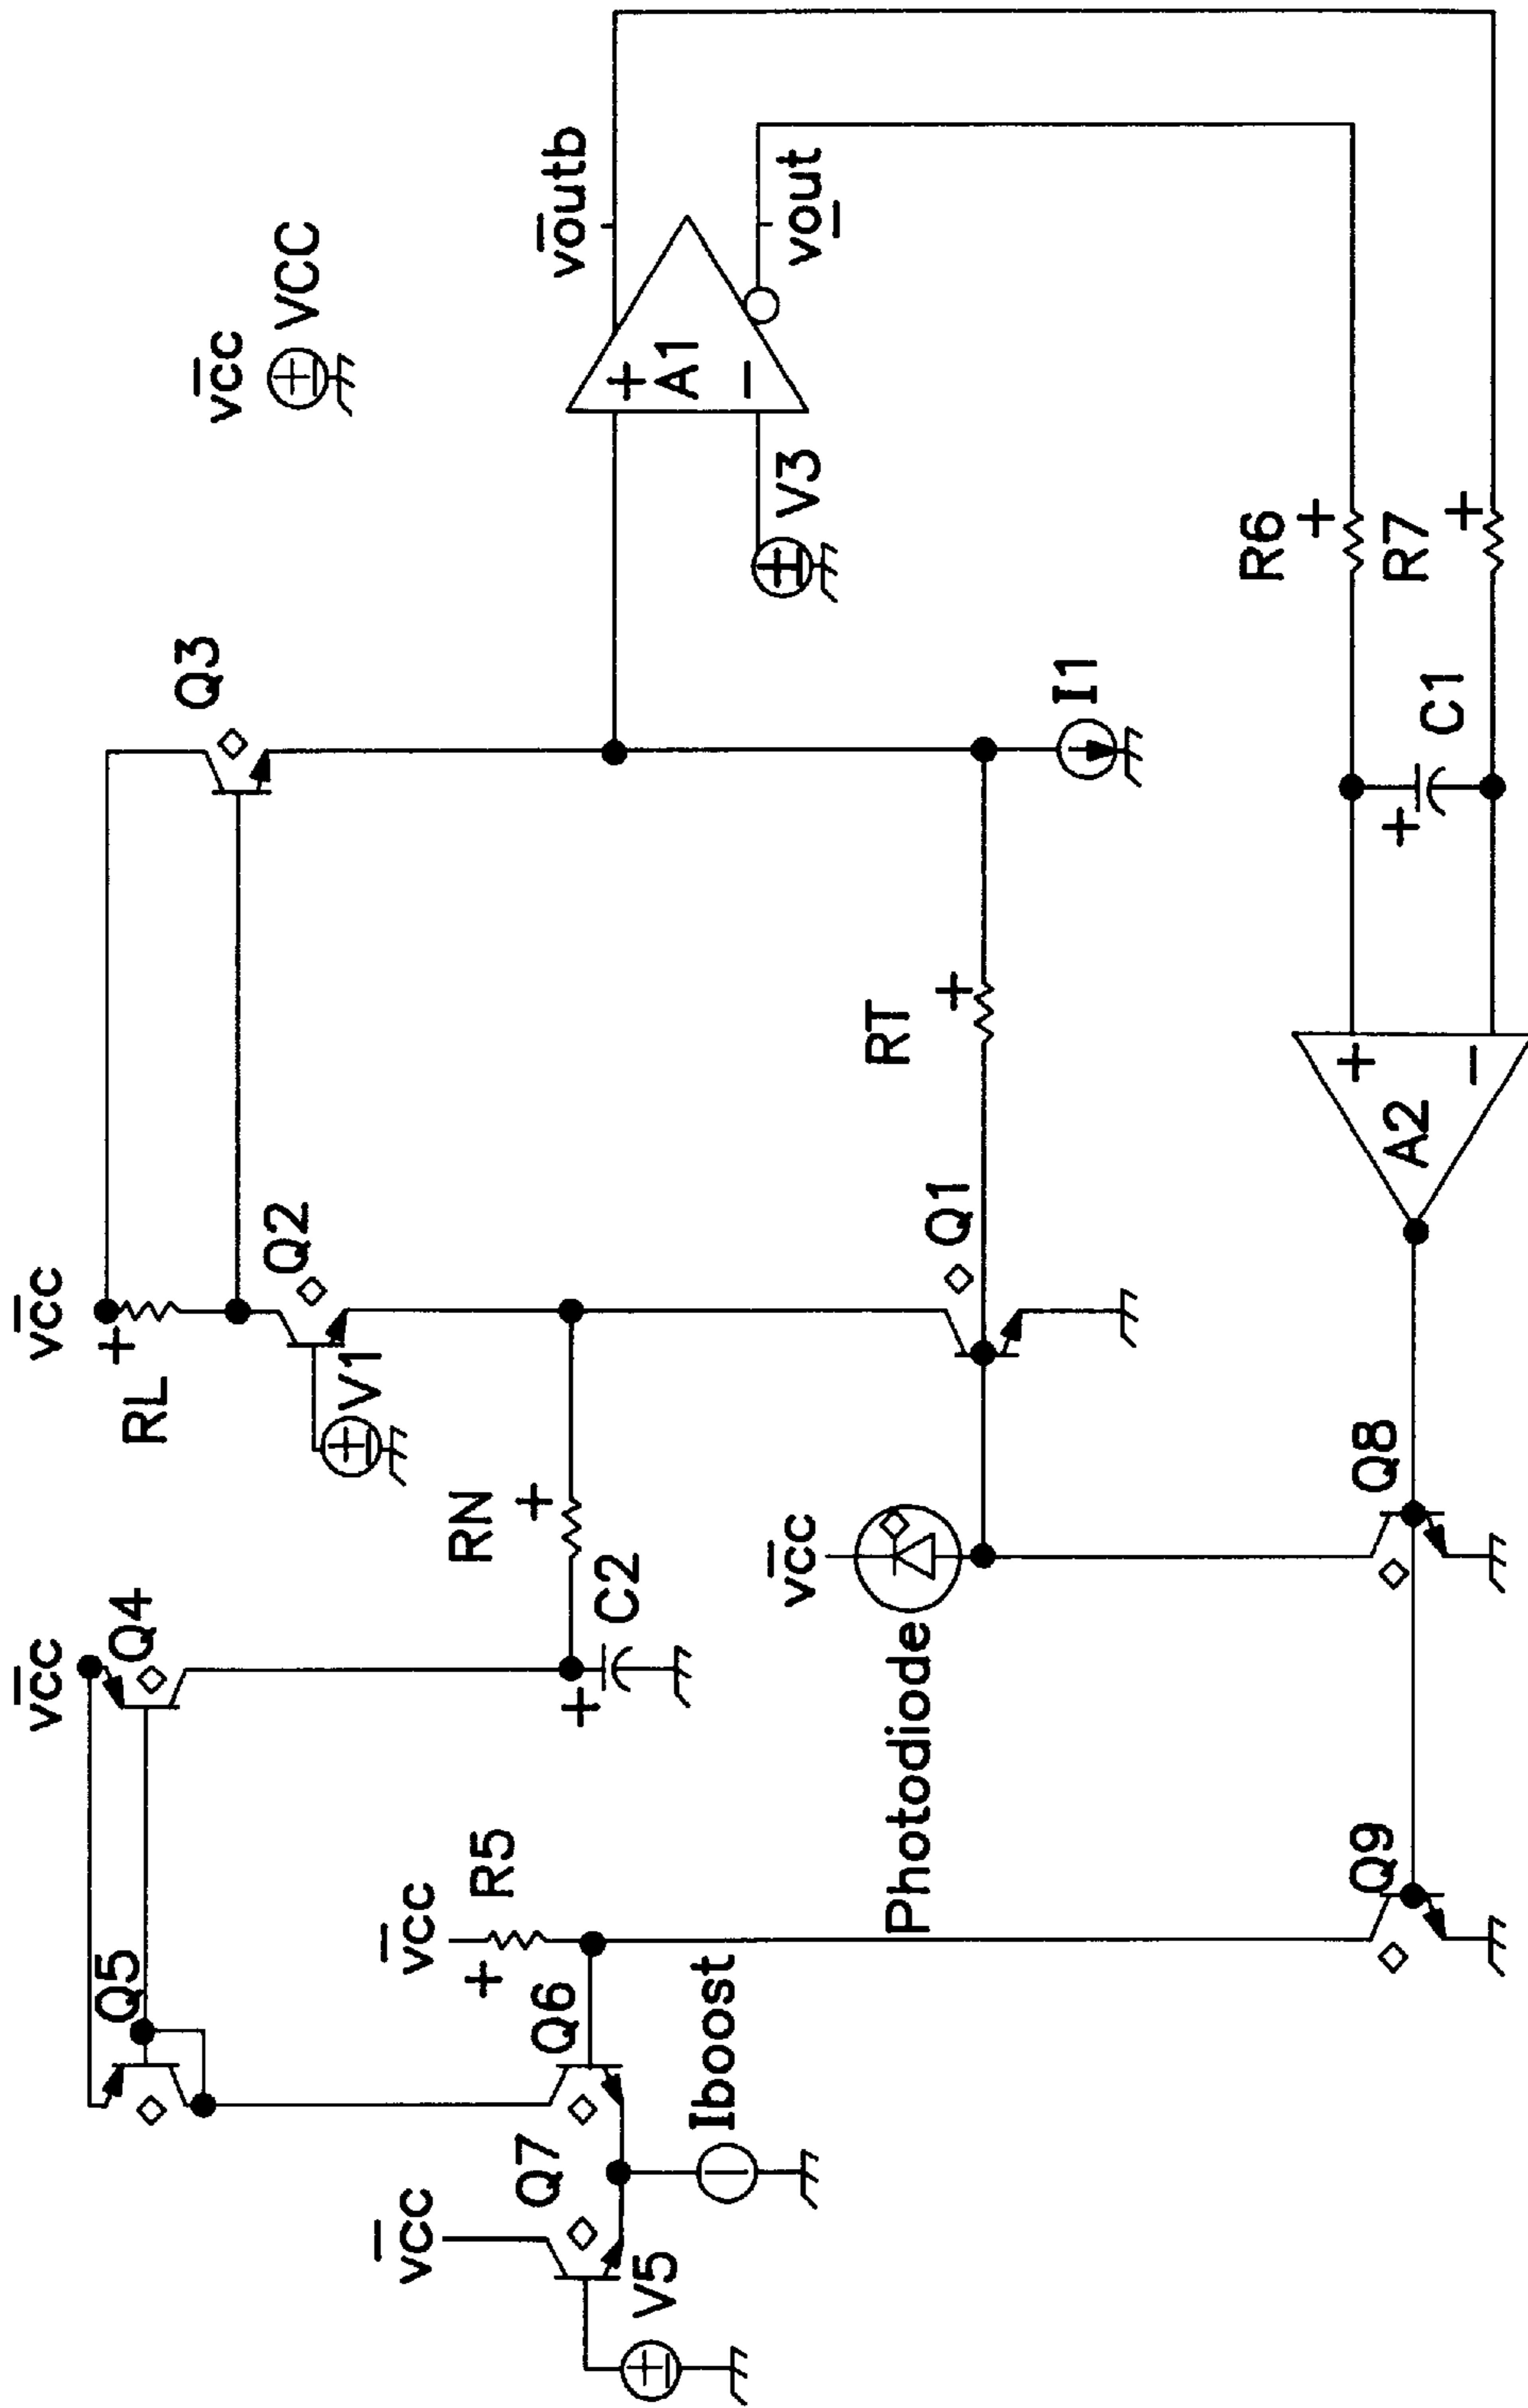 vcc
vcc
Q5
Q4
RL
+
Q3
vcc
VCC
Q2
V1
vcc
vcc
+
R5
RN
+
Q7
Q6
voutb
+
C2
+
A1
−
V5
Iboost
V3
vout
vcc
Photodiode
RT
+
Q1
I1
R6
+
Q9
Q8
+
A2
−
+
C1
R7
+